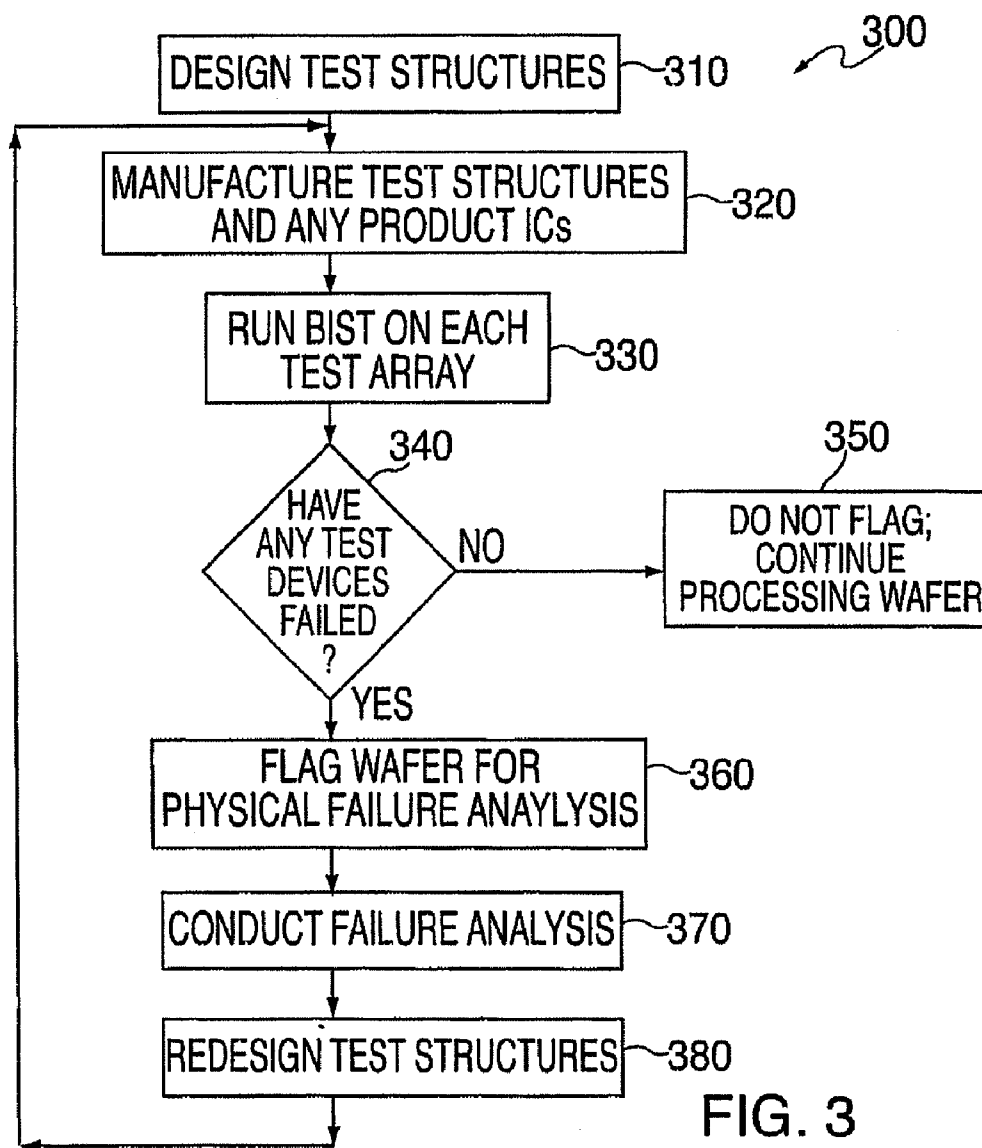 300
DESIGN TEST STRUCTURES
310
MANUFACTURE TEST STRUCTURES
AND ANY PRODUCT ICs
320
RUN BIST ON EACH
TEST ARRAY
330
340
HAVE
ANY TEST
DEVICES
FAILED
?
NO
350
DO NOT FLAG;
CONTINUE
PROCESSING WAFER
YES
FLAG WAFER FOR
PHYSICAL FAILURE ANAYLYSIS
360
CONDUCT FAILURE ANALYSIS
370
REDESIGN TEST STRUCTURES
380
FIG. 3